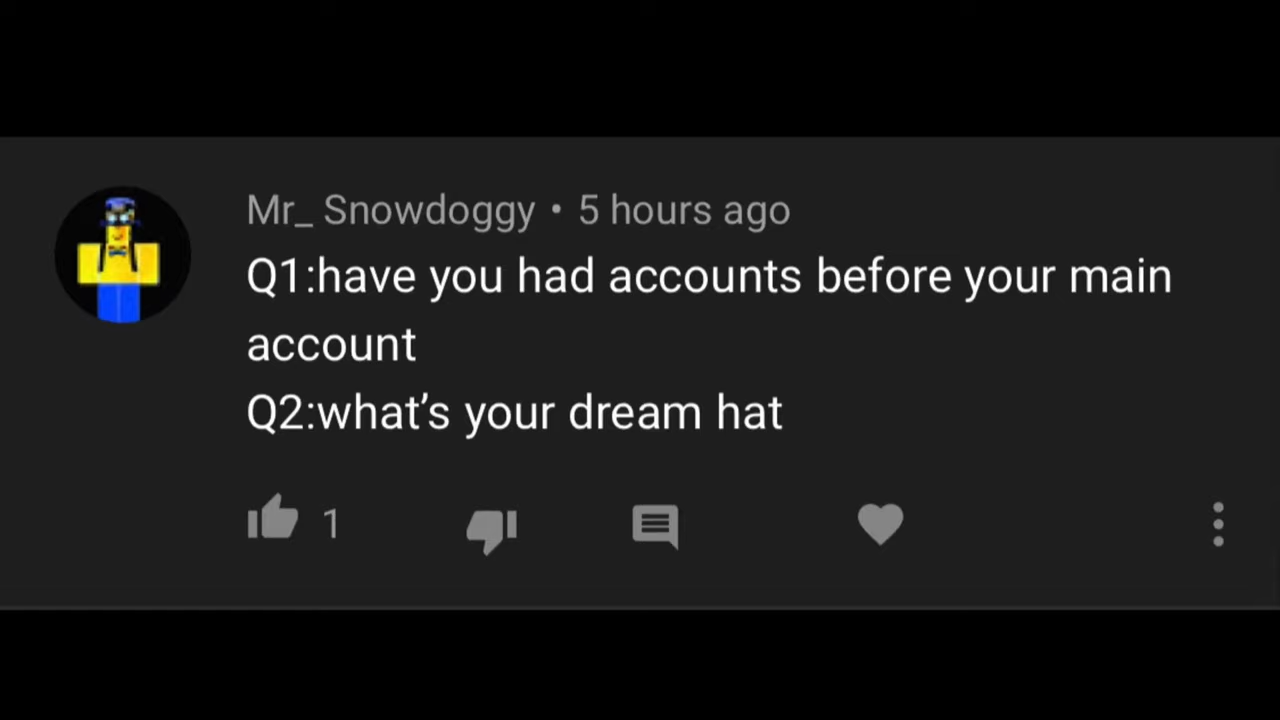 Mr_ Snowdoggy • 5 hours ago
Q1:have you had accounts before your main
account
Q2:what’s your dream hat
1